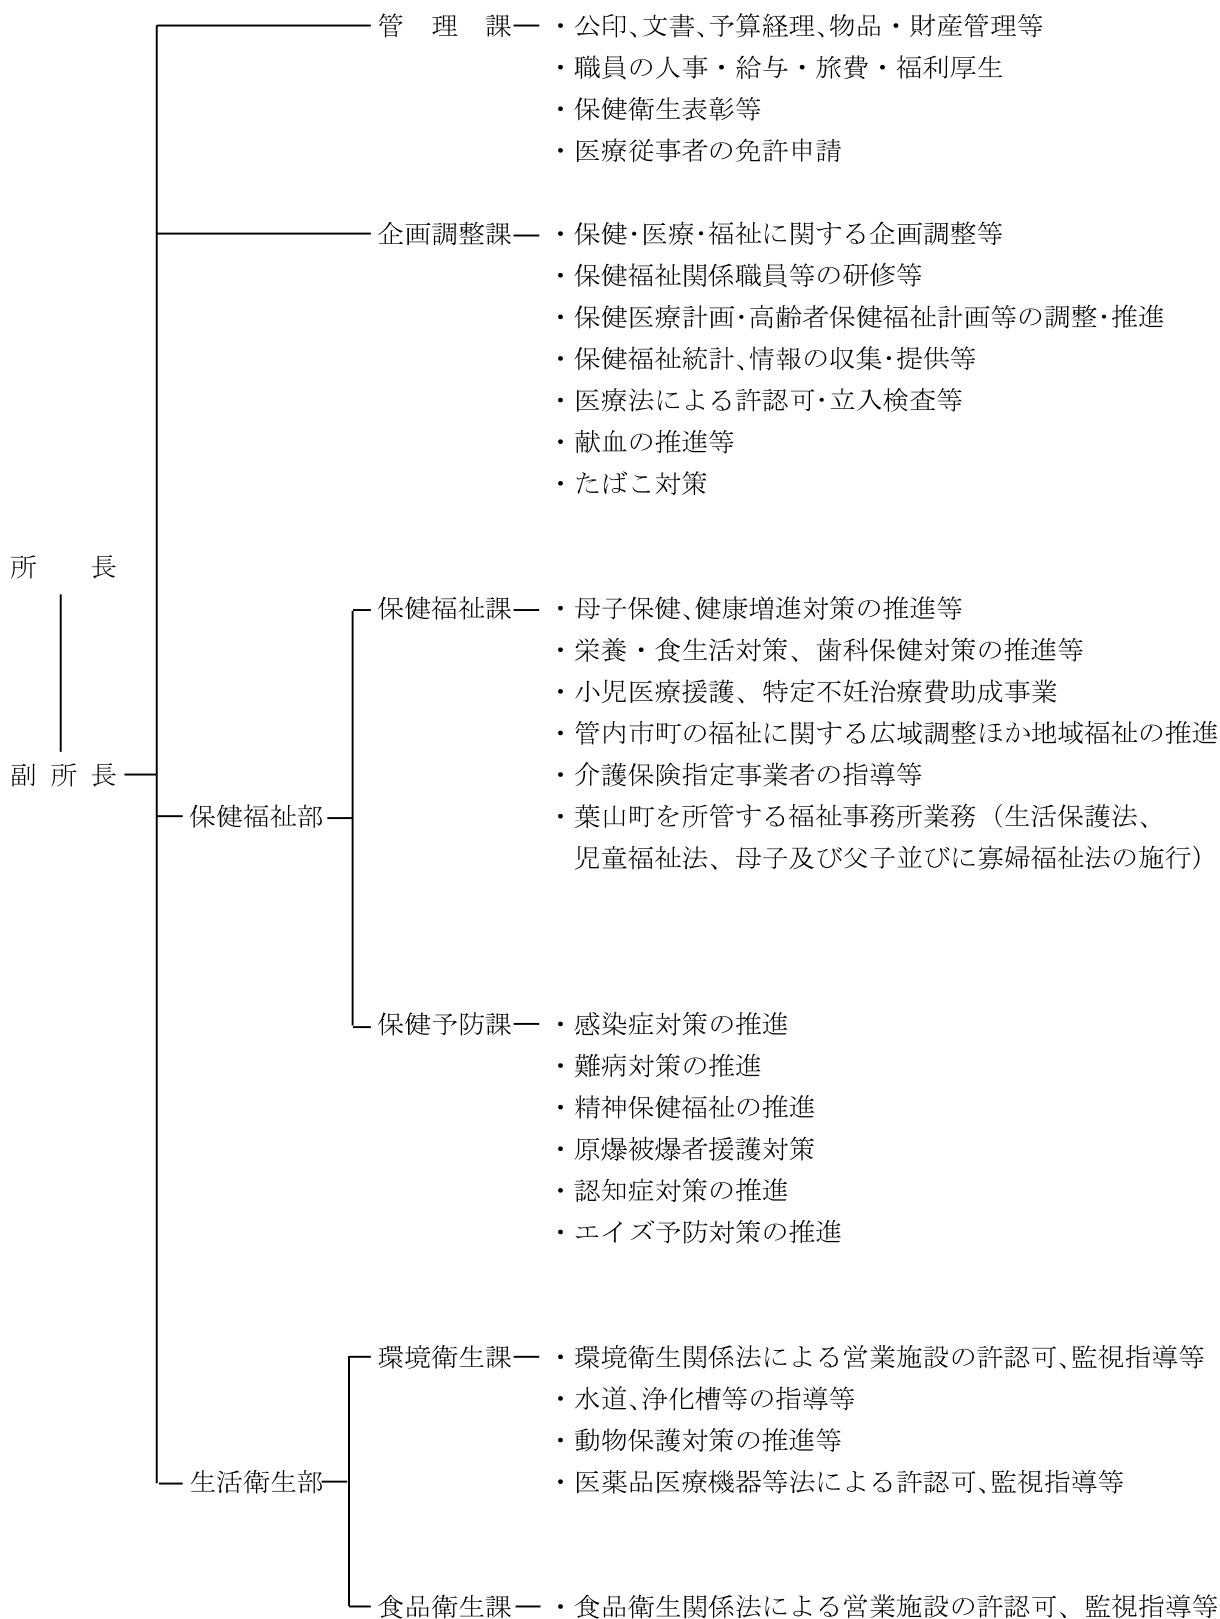 管理課 ・公印、文書、予算経理、物品・財産管理等
・職員の人事・給与・旅費・福利厚生
・保健衛生表彰等
・医療従事者の免許申請
企画調整課 ・保健・医療・福祉に関する企画調整等
・保健福祉関係職員等の研修等
・保健医療計画・高齢者保健福祉計画等の調整・推進
・保健福祉統計、情報の収集・提供等
・医療法による許認可・立入検査等
・献血の推進等
・たばこ対策
所長
保健福祉課 ・母子保健、健康増進対策の推進等
・栄養・食生活対策、歯科保健対策の推進等
・小児医療援護、特定不妊治療費助成事業
・管内市町の福祉に関する広域調整ほか地域福祉の推進
副所長 ・介護保険指定事業者の指導等
保健福祉部 ・葉山町を所管する福祉事務所業務（生活保護法、
児童福祉法、母子及び父子並びに寡婦福祉法の施行）
保健予防課 ・感染症対策の推進
・難病対策の推進
・精神保健福祉の推進
・原爆被爆者援護対策
・認知症対策の推進
・エイズ予防対策の推進
環境衛生課 ・環境衛生関係法による営業施設の許認可、監視指導等
・水道、浄化槽等の指導等
・動物保護対策の推進等
生活衛生部 ・医薬品医療機器等法による許認可、監視指導等
食品衛生課 ・食品衛生関係法による営業施設の許認可、監視指導等